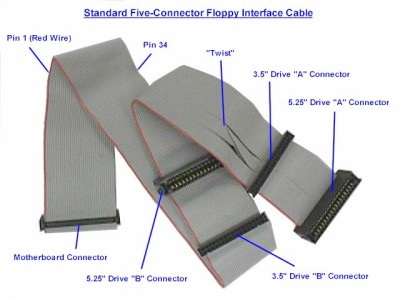 Standard Five-Connector Floppy Interface Cable
Pin 1 (Red Wire)
Pin 34
"Twist"
3.5" Drive "A" Connector
5.25" Drive "A" Connector
Motherboard Connector
5.25" Drive "B" Connector
3.5" Drive "B" Connector